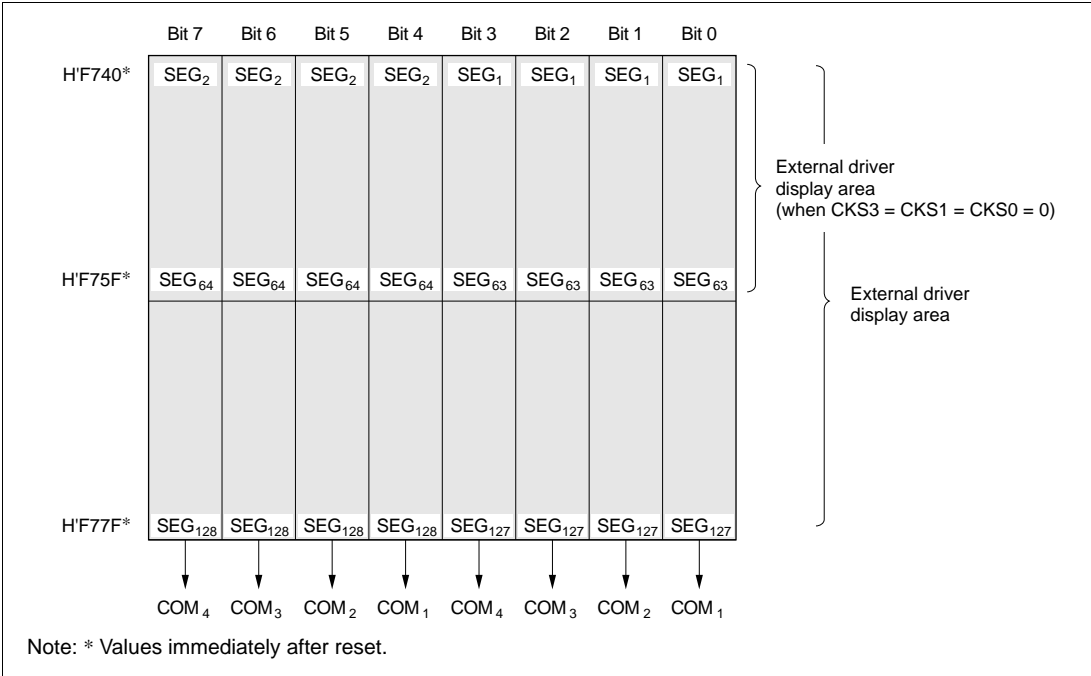 Bit 7 Bit 6 Bit 5 Bit 4 Bit 3 Bit 2 Bit 1 Bit 0
H'F740* SEG₂ SEG₂ SEG₂ SEG₂ SEG₁ SEG₁ SEG₁ SEG₁
External driver
display area
(when CKS3 = CKS1 = CKS0 = 0)
H'F75F* SEG₆₄ SEG₆₄ SEG₆₄ SEG₆₄ SEG₆₃ SEG₆₃ SEG₆₃ SEG₆₃
External driver
display area
H'F77F* SEG₁₂₈ SEG₁₂₈ SEG₁₂₈ SEG₁₂₈ SEG₁₂₇ SEG₁₂₇ SEG₁₂₇ SEG₁₂₇
COM₄ COM₃ COM₂ COM₁ COM₄ COM₃ COM₂ COM₁
Note: * Values immediately after reset.